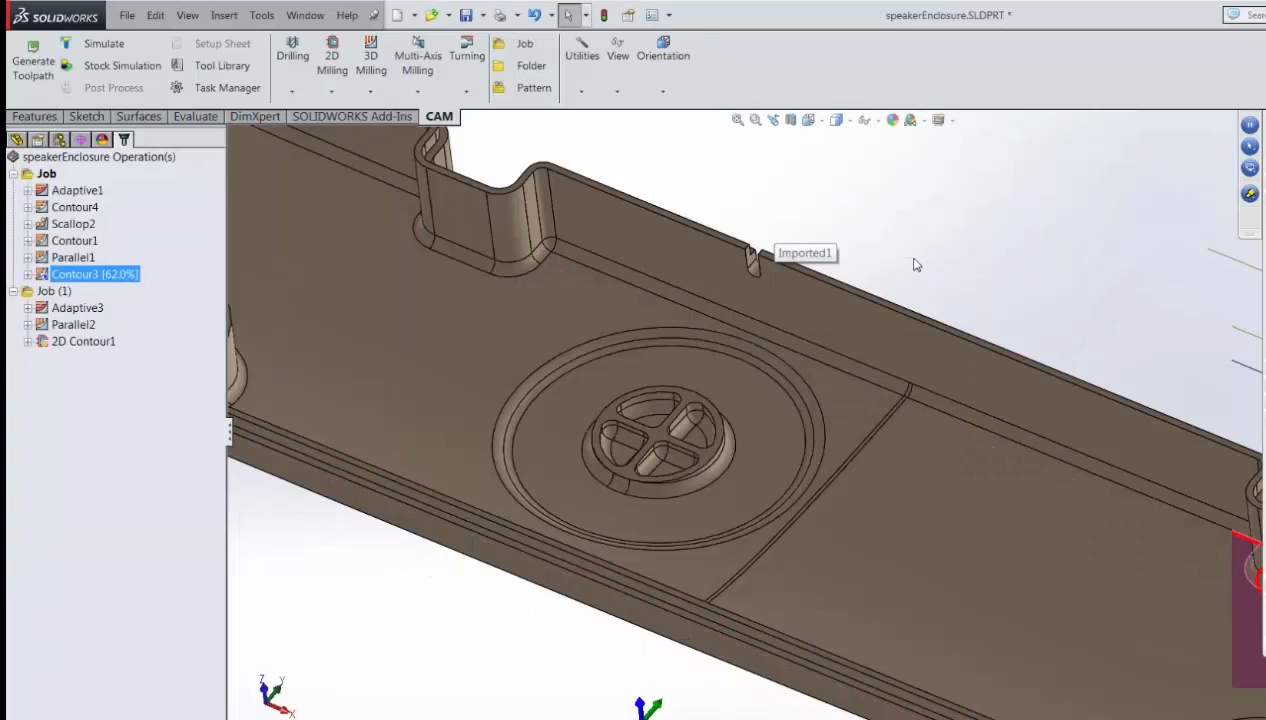 SOLIDWORKS File Edit View Insert Tools Window Help speakerEnclosure.SLDPRT *
Generate Toolpath
Simulate
Stock Simulation
Post Process
Setup Sheet
Tool Library
Task Manager
Drilling
2D Milling
3D Milling
Multi-Axis Milling
Turning
Job
Folder
Pattern
Utilities
View
Orientation
Features Sketch Surfaces Evaluate DimXpert SOLIDWORKS Add-Ins CAM
speakerEnclosure Operation(s)
Job
Adaptive1
Contour4
Scallop2
Contour1
Parallel1
Contour3 [62.0%]
Job (1)
Adaptive3
Parallel2
2D Contour1
Imported1
Z Y
X